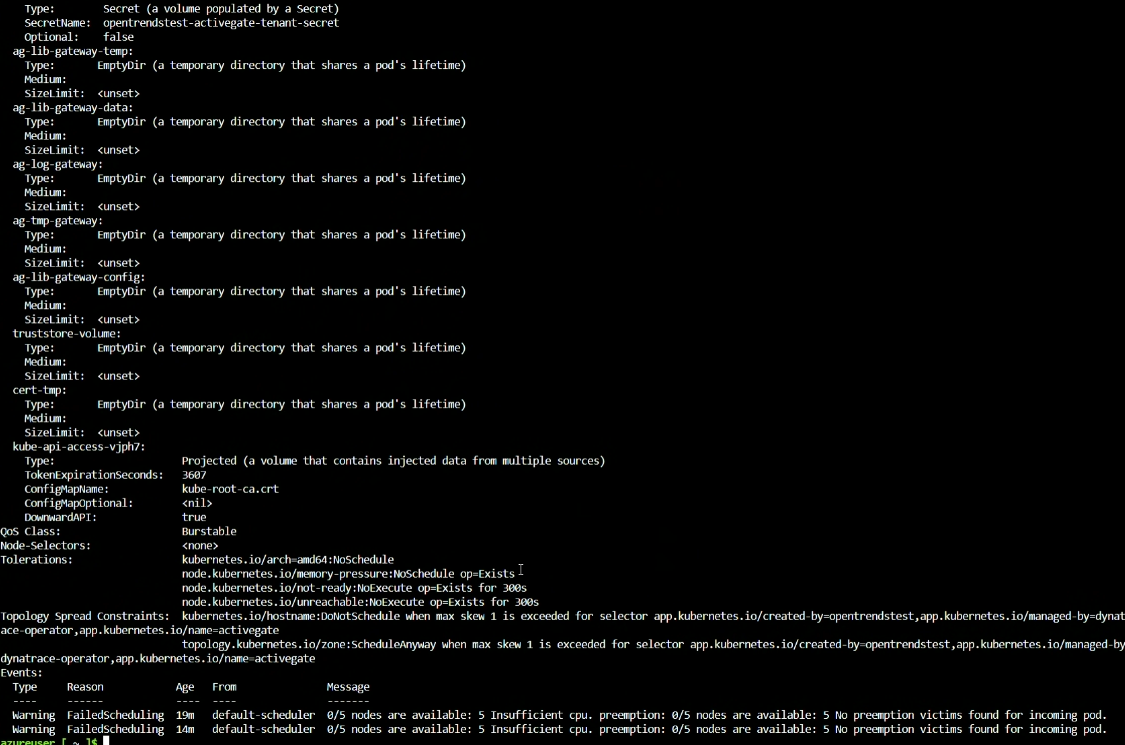 Type:        Secret (a volume populated by a Secret)
    SecretName:  opentrendstest-activegate-tenant-secret
    Optional:    false
  ag-lib-gateway-temp:
    Type:       EmptyDir (a temporary directory that shares a pod's lifetime)
    Medium:
    SizeLimit:  <unset>
  ag-lib-gateway-data:
    Type:       EmptyDir (a temporary directory that shares a pod's lifetime)
    Medium:
    SizeLimit:  <unset>
  ag-log-gateway:
    Type:       EmptyDir (a temporary directory that shares a pod's lifetime)
    Medium:
    SizeLimit:  <unset>
  ag-tmp-gateway:
    Type:       EmptyDir (a temporary directory that shares a pod's lifetime)
    Medium:
    SizeLimit:  <unset>
  ag-lib-gateway-config:
    Type:       EmptyDir (a temporary directory that shares a pod's lifetime)
    Medium:
    SizeLimit:  <unset>
  truststore-volume:
    Type:       EmptyDir (a temporary directory that shares a pod's lifetime)
    Medium:
    SizeLimit:  <unset>
  cert-tmp:
    Type:       EmptyDir (a temporary directory that shares a pod's lifetime)
    Medium:
    SizeLimit:  <unset>
  kube-api-access-vjph7:
    Type:                     Projected (a volume that contains injected data from multiple sources)
    TokenExpirationSeconds:   3607
    ConfigMapName:            kube-root-ca.crt
    ConfigMapOptional:        <nil>
    DownwardAPI:              true
QoS Class:                    Burstable
Node-Selectors:               <none>
Tolerations:                  kubernetes.io/arch=amd64:NoSchedule
                              node.kubernetes.io/memory-pressure:NoSchedule op=Exists
                              node.kubernetes.io/not-ready:NoExecute op=Exists for 300s
                              node.kubernetes.io/unreachable:NoExecute op=Exists for 300s
Topology Spread Constraints:  kubernetes.io/hostname:DoNotSchedule when max skew 1 is exceeded for selector app.kubernetes.io/created-by=opentrendstest,app.kubernetes.io/managed-by=dynat
ace-operator,app.kubernetes.io/name=activegate
                              topology.kubernetes.io/zone:ScheduleAnyway when max skew 1 is exceeded for selector app.kubernetes.io/created-by=opentrendstest,app.kubernetes.io/managed-by
dynatrace-operator,app.kubernetes.io/name=activegate
Events:
  Type     Reason            Age   From               Message
  ----     ------            ----  ----               -------
  Warning  FailedScheduling  19m   default-scheduler  0/5 nodes are available: 5 Insufficient cpu. preemption: 0/5 nodes are available: 5 No preemption victims found for incoming pod.
  Warning  FailedScheduling  14m   default-scheduler  0/5 nodes are available: 5 Insufficient cpu. preemption: 0/5 nodes are available: 5 No preemption victims found for incoming pod.
azureuser [ ~ ]$